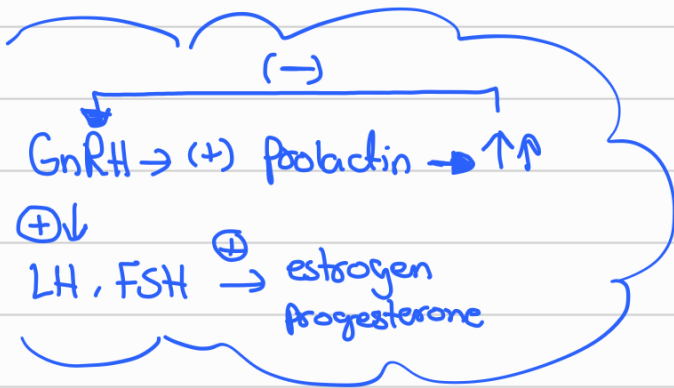 (—)
GnRH → (+) Prolactin → ↑↑
(+) ↓
LH, FSH (+) → estrogen
progesterone